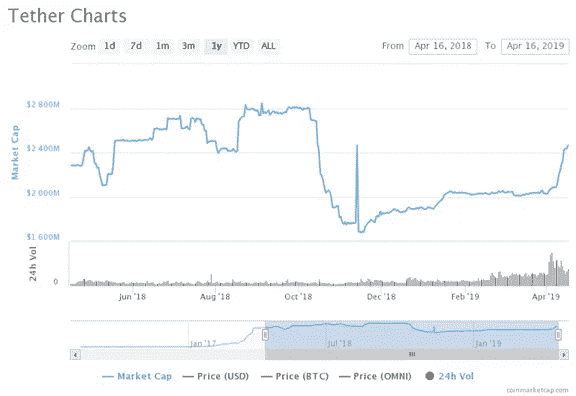 Tether Charts
Zoom 1d 7d 1m 3m 1y YTD ALL From Apr 16, 2018 To Apr 16, 2019
Market Cap
$2 800M
$2 400M
$2 000M
$1 600M
24h Vol
0
Jun '18 Aug '18 Oct '18 Dec '18 Feb '19 Apr '19
Jan '17 Jul '18 Jan '19
Market Cap Price (USD) Price (BTC) Price (OMNI) 24h Vol
coinmarketcap.com